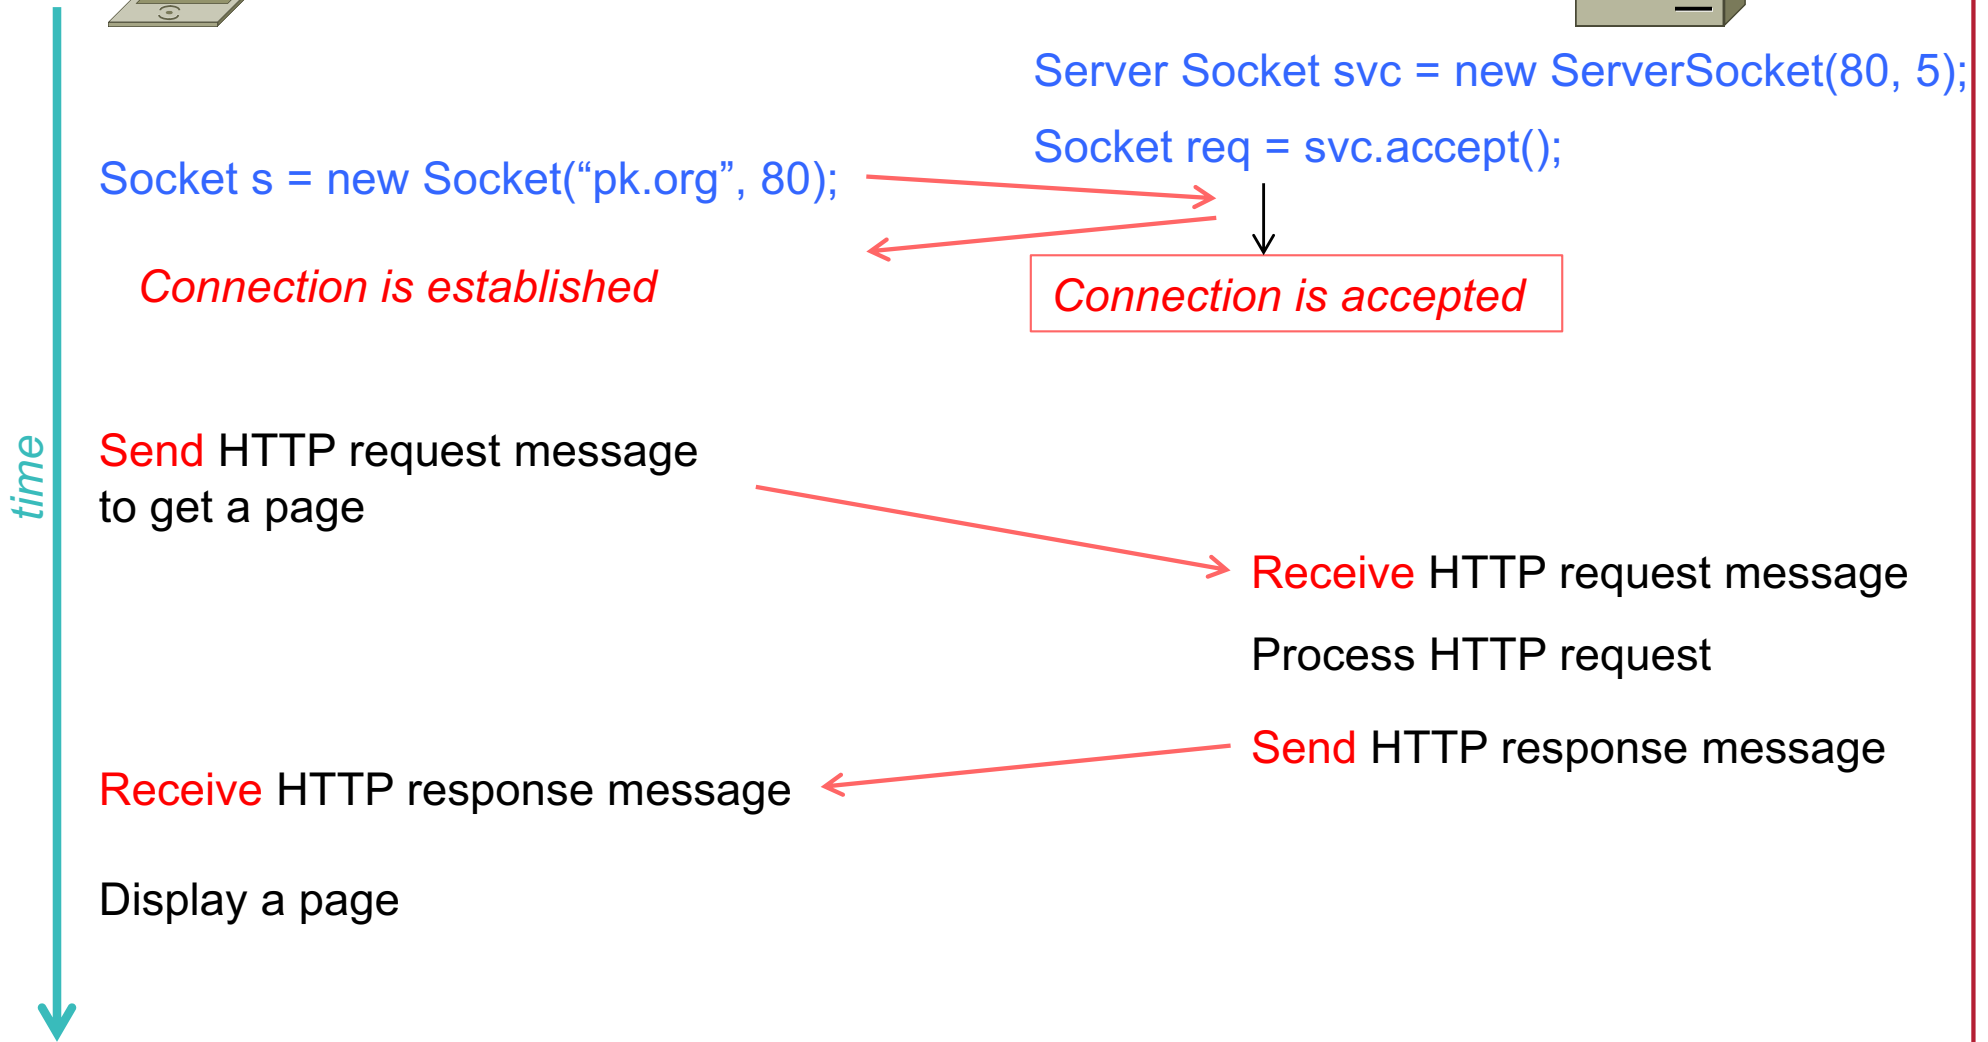 Server Socket svc = new ServerSocket(80, 5);
Socket req = svc.accept();
Socket s = new Socket(“pk.org”, 80);
Connection is established
Connection is accepted
time
Send HTTP request message
to get a page
Receive HTTP request message
Process HTTP request
Send HTTP response message
Receive HTTP response message
Display a page